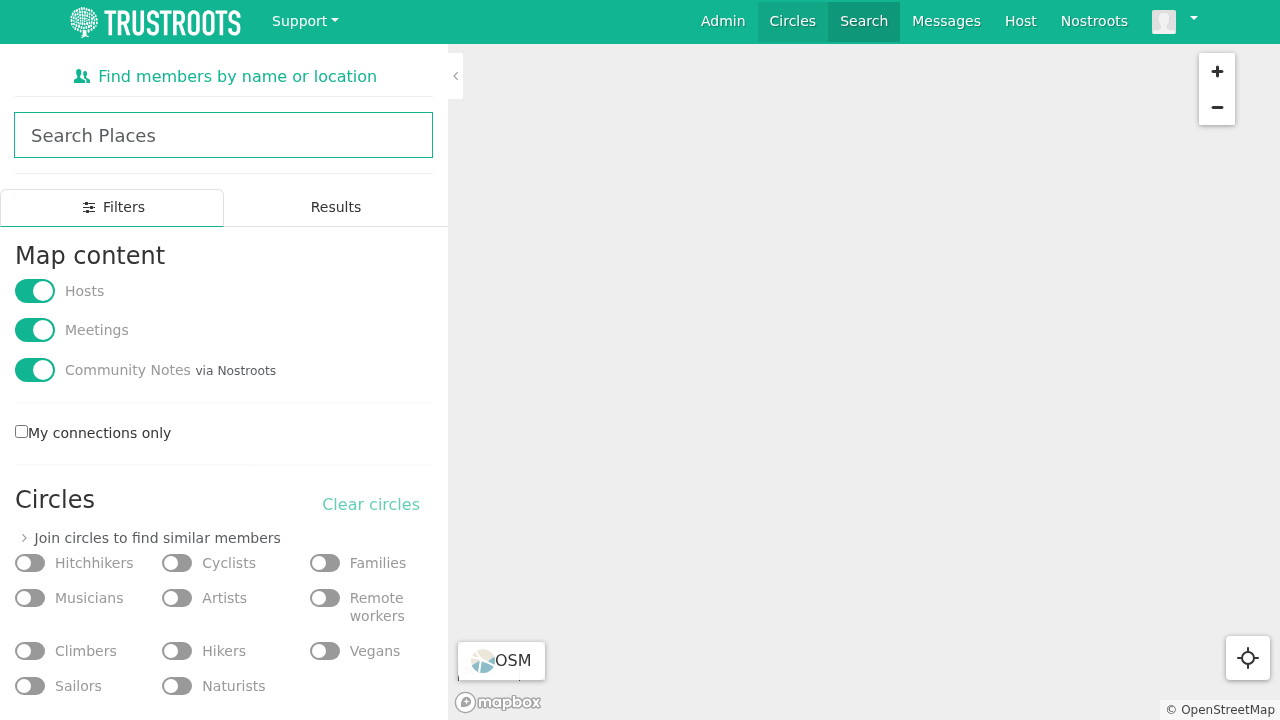 TRUSTROOTS
Support
Admin
Circles
Search
Messages
Host
Nostroots
Find members by name or location
Search Places
Filters
Results
Map content
Hosts
Meetings
Community Notes via Nostroots
My connections only
Circles
Clear circles
Join circles to find similar members
Hitchhikers
Cyclists
Families
Musicians
Artists
Remote
workers
Climbers
Hikers
Vegans
Sailors
Naturists
OSM
mapbox
© OpenStreetMap